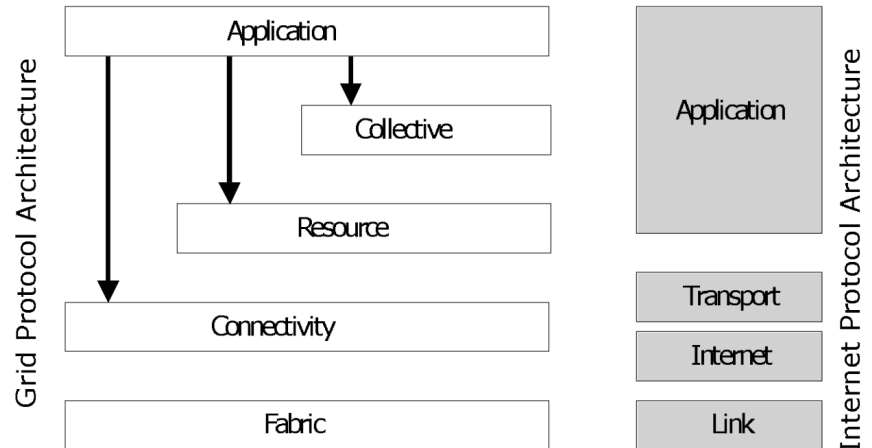 Grid Protocol Architecture
Application
Collective
Resource
Connectivity
Fabric
Application
Transport
Internet
Link
Internet Protocol Architecture